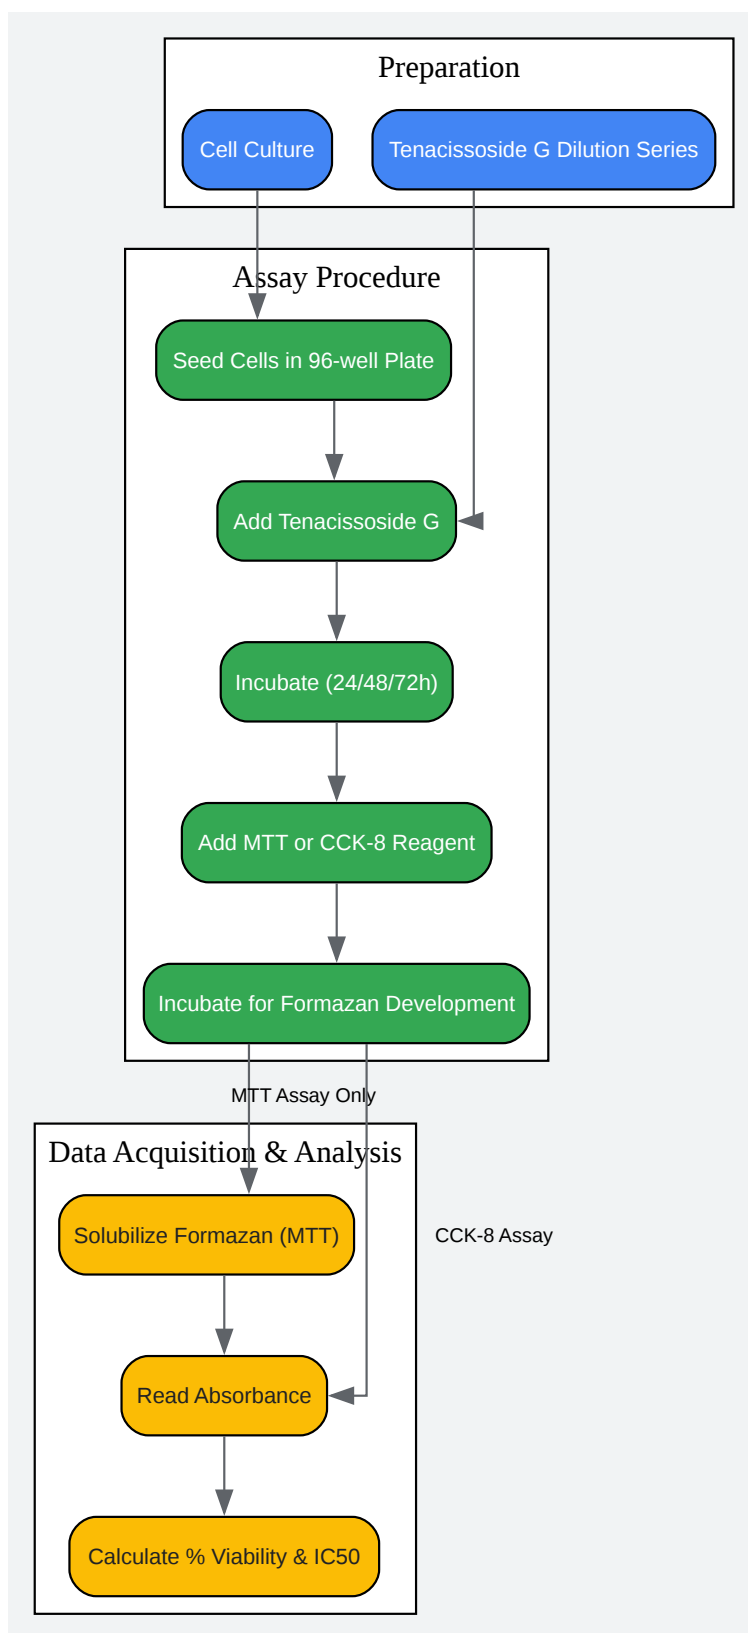 Preparation
Cell Culture
Tenacissoside G Dilution Series
Assay Procedure
Seed Cells in 96-well Plate
Add Tenacissoside G
Incubate (24/48/72h)
Add MTT or CCK-8 Reagent
Incubate for Formazan Development
MTT Assay Only
Data Acquisition & Analysis
Solubilize Formazan (MTT)
CCK-8 Assay
Read Absorbance
Calculate % Viability & IC50